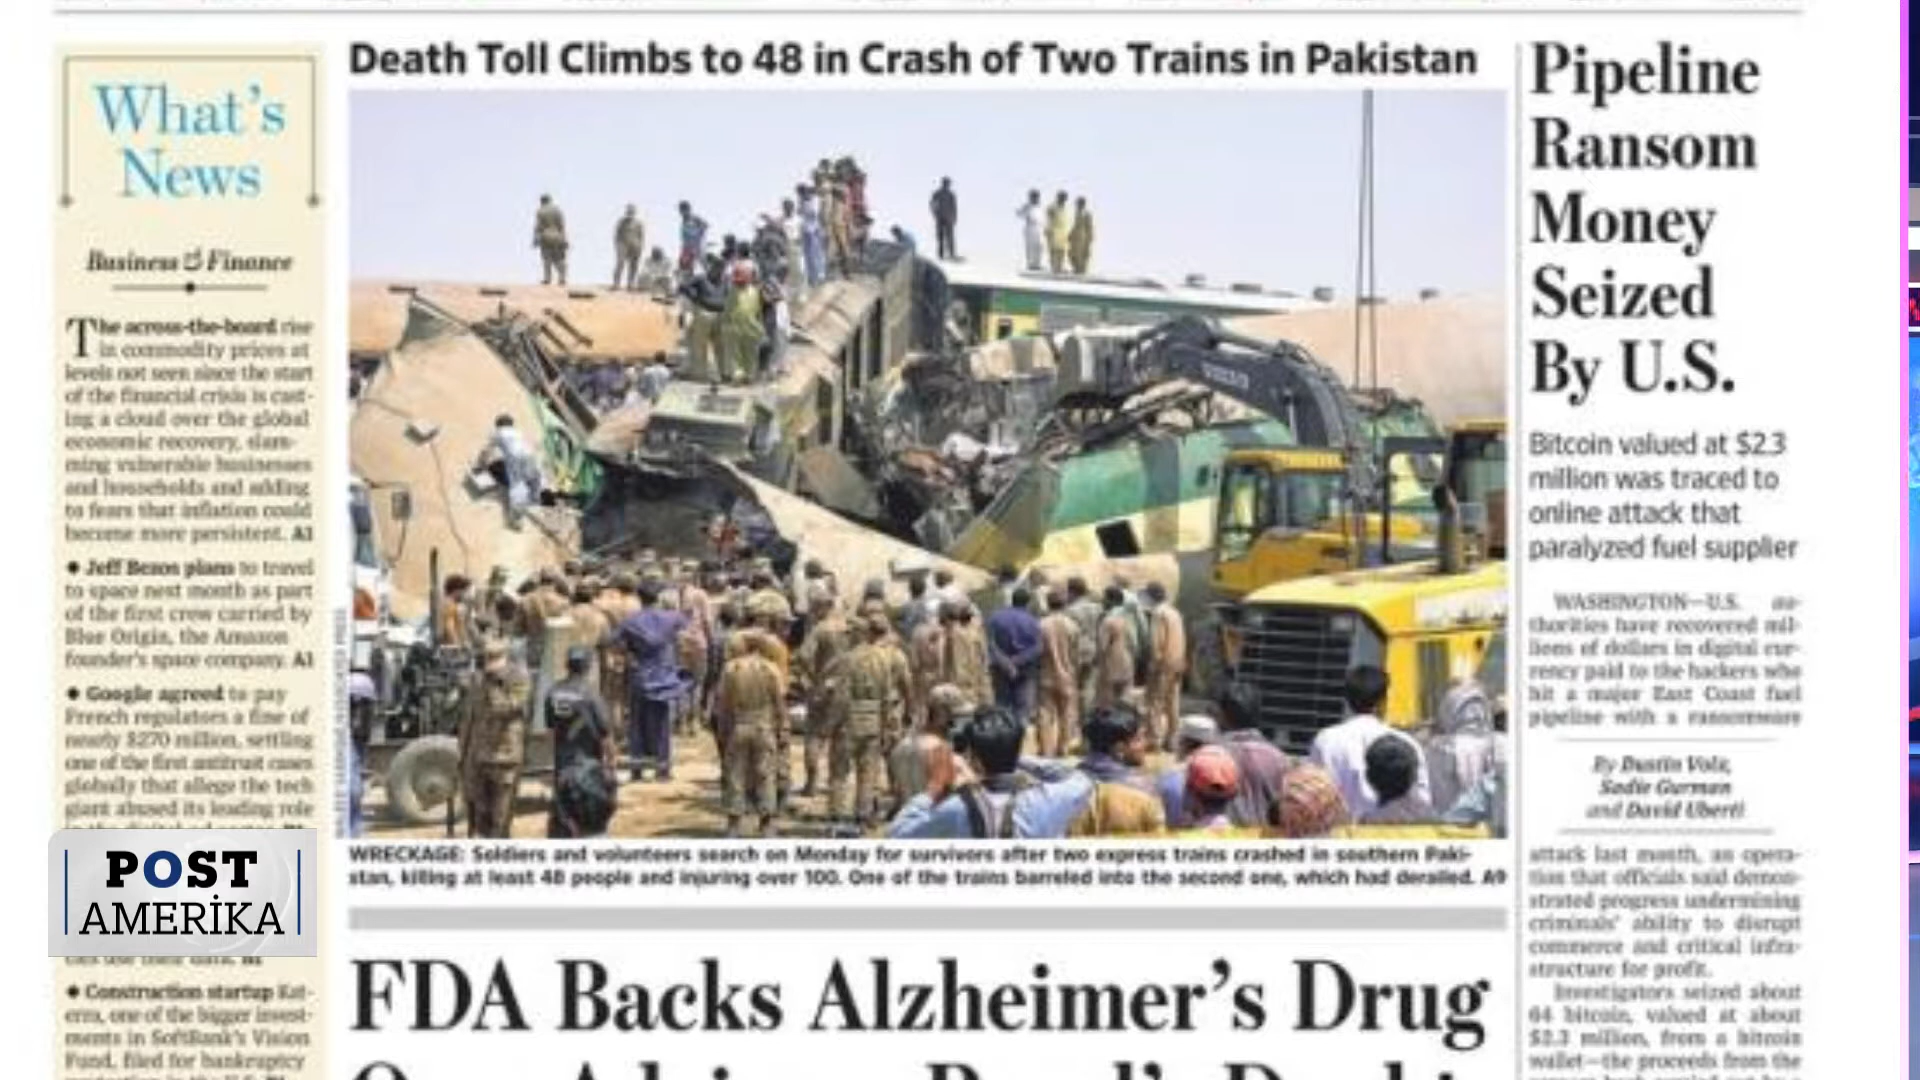 What's
News
Business & Finance
The across-the-board rise
in commodity prices at
levels not seen since the start
of the financial crisis is cast-
ing a cloud over the global
economic recovery, slam-
ming vulnerable businesses
and households and adding
to fears that inflation could
become more persistent. A1
◆ Jeff Bezos plans to travel
to space next month as part
of the first crew carried by
Blue Origin, the Amazon
founder's space company. A1
◆ Google agreed to pay
French regulators a fine of
nearly $270 million, settling
one of the first antitrust cases
globally that allege the tech
giant abused its leading role
POST
AMERİKA
◆ Construction startup Kat-
erra, one of the bigger invest-
ments in SoftBank's Vision
Fund, filed for bankruptcy
Death Toll Climbs to 48 in Crash of Two Trains in Pakistan
WRECKAGE: Soldiers and volunteers search on Monday for survivors after two express trains crashed in southern Paki-
stan, killing at least 48 people and injuring over 100. One of the trains barreled into the second one, which had derailed. A9
FDA Backs Alzheimer's Drug
Pipeline
Ransom
Money
Seized
By U.S.
Bitcoin valued at $2.3
million was traced to
online attack that
paralyzed fuel supplier
WASHINGTON—U.S. au-
thorities have recovered mil-
lions of dollars in digital cur-
rency paid to the hackers who
hit a major East Coast fuel
pipeline with a ransomware
By Dustin Volz,
Sadie Gurman
and David Uberti
attack last month, an opera-
tion that officials said demon-
strated progress undermining
criminals' ability to disrupt
commerce and critical infra-
structure for profit.
Investigators seized about
64 bitcoin, valued at about
$2.3 million, from a bitcoin
wallet—the proceeds from the